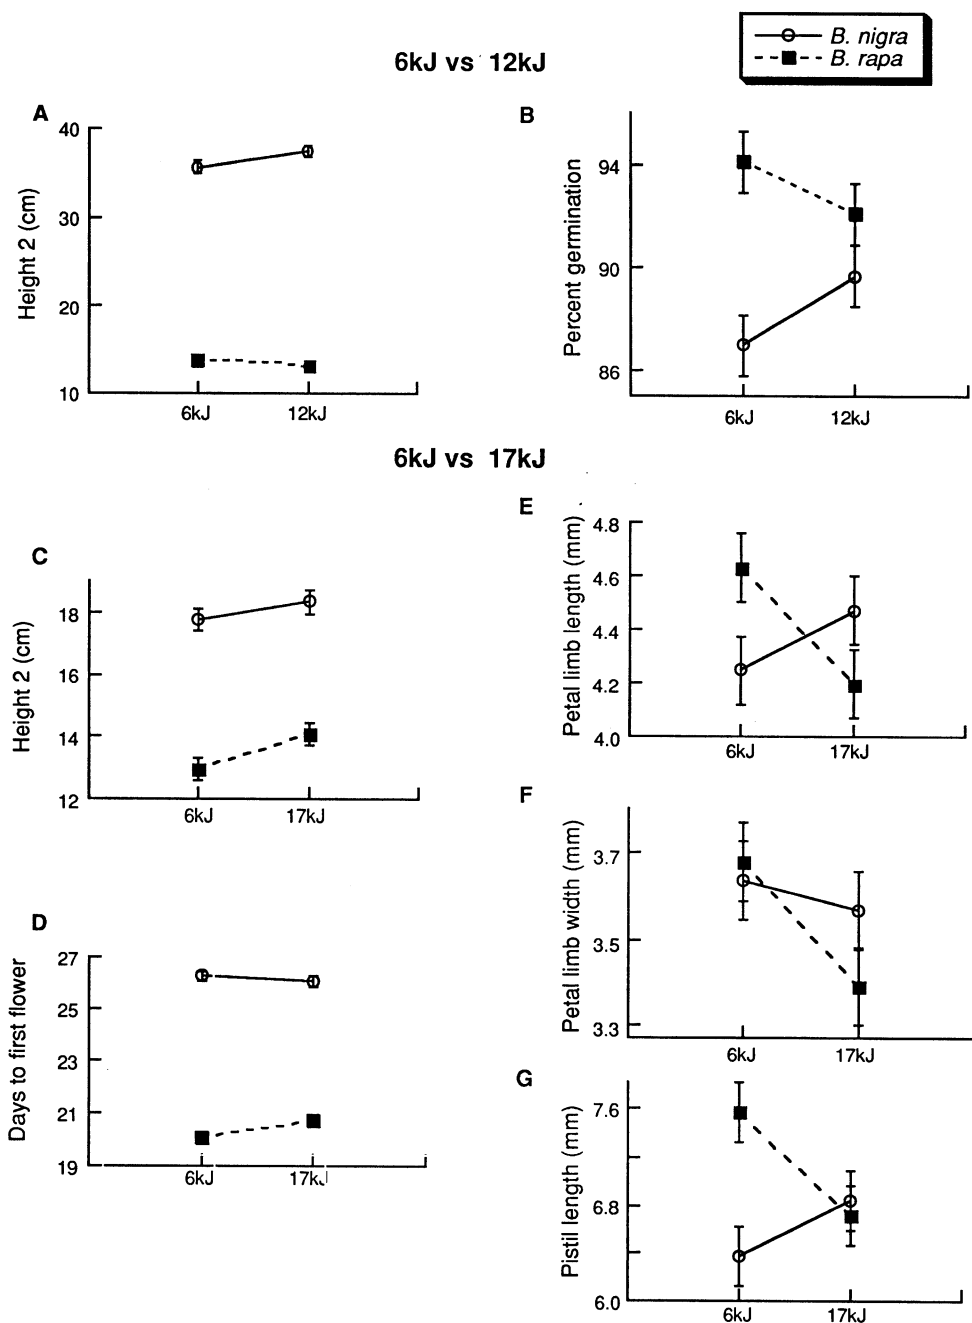 6kJ vs 12kJ
B. nigra
B. rapa
A
Height 2 (cm)
40
30
20
10
6kJ
12kJ
B
Percent germination
94
90
86
6kJ
12kJ
6kJ vs 17kJ
C
Height 2 (cm)
18
16
14
12
6kJ
17kJ
D
Days to first flower
27
25
23
21
19
6kJ
17kJ
E
Petal limb length (mm)
4.8
4.6
4.4
4.2
4.0
6kJ
17kJ
F
Petal limb width (mm)
3.7
3.5
3.3
6kJ
17kJ
G
Pistil length (mm)
7.6
6.8
6.0
6kJ
17kJ